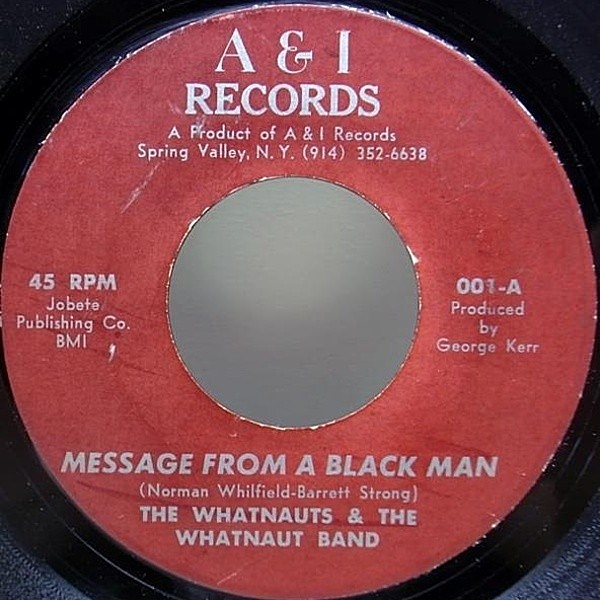 A & I
RECORDS
A Product of A & I Records
Spring Valley, N.Y. (914) 352-6638
45 RPM
Jobete
Publishing Co.
BMI
001-A
Produced
by
George Kerr
MESSAGE FROM A BLACK MAN
(Norman Whilfield-Barrett Strong)
THE WHATNAUTS & THE
WHATNAUT BAND